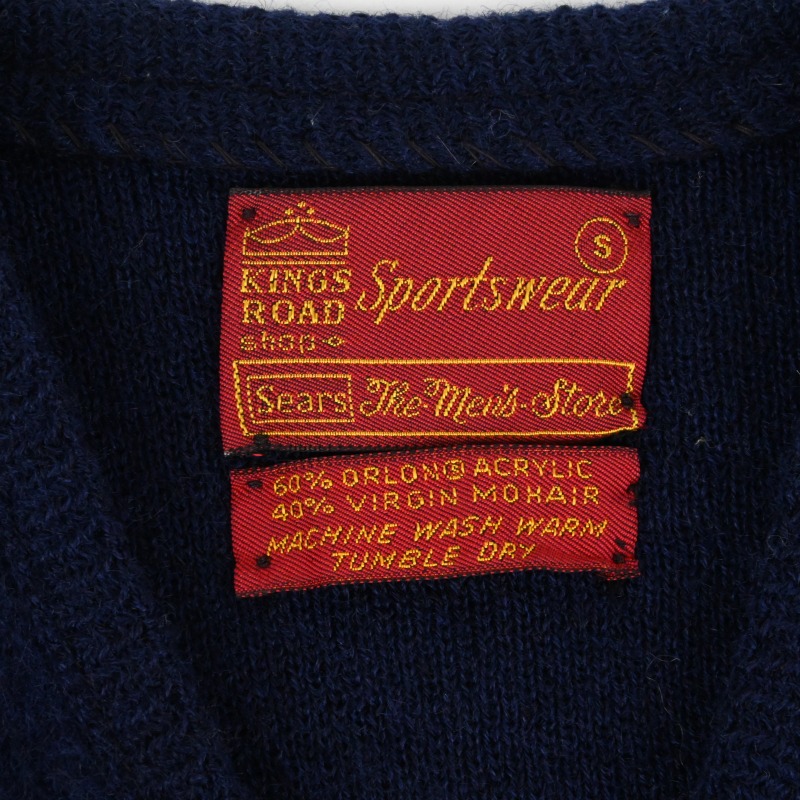 S
KINGS
ROAD
shop
Sportswear
Sears The Men's Store
60% ORLON® ACRYLIC
40% VIRGIN MOHAIR
MACHINE WASH WARM
TUMBLE DRY